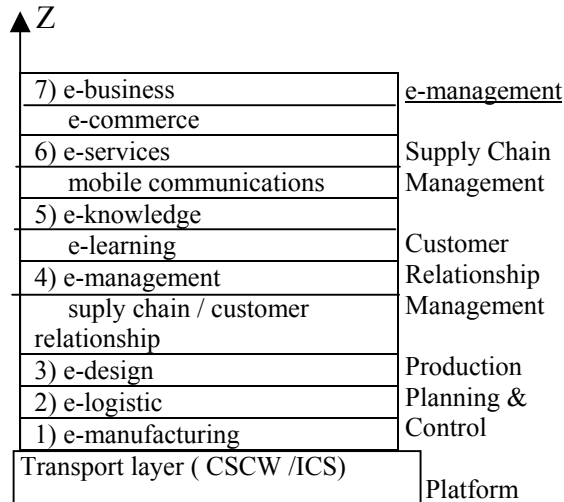 Z
7) e-business
e-commerce
6) e-services
mobile communications
5) e-knowledge
e-learning
4) e-management
suply chain / customer
relationship
3) e-design
2) e-logistic
1) e-manufacturing
Transport layer ( CSCW /ICS)
e-management
Supply Chain
Management
Customer
Relationship
Management
Production
Planning &
Control
Platform